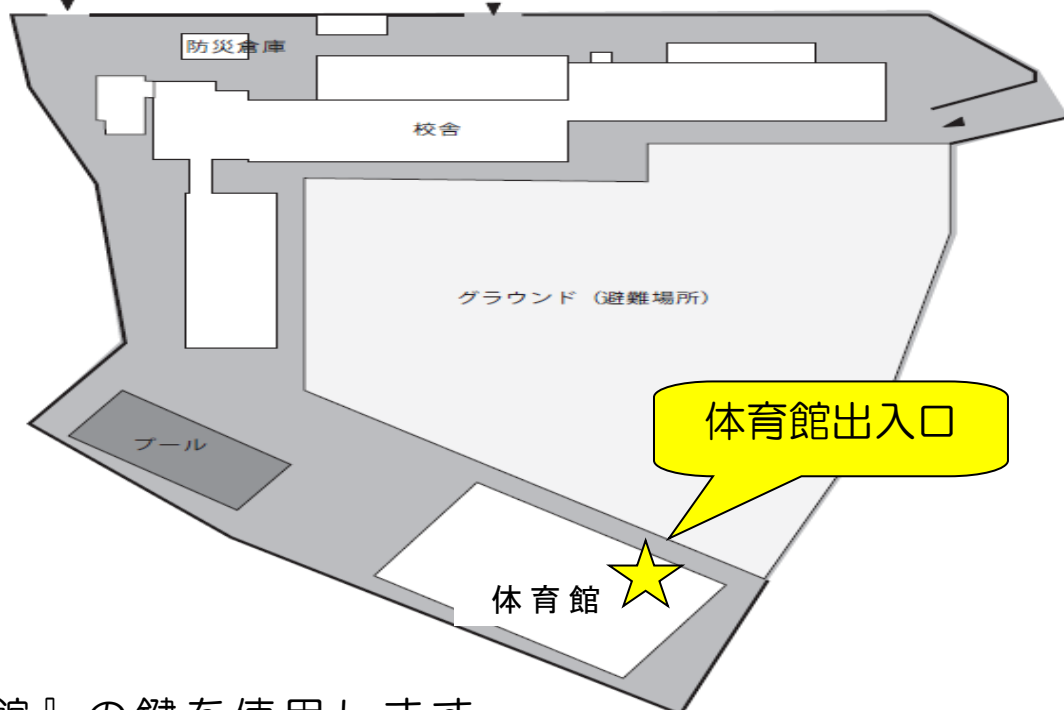 防災倉庫
校舎
グラウンド (避難場所)
体育館出入口
プール
体育館
館』の鍵を使用します